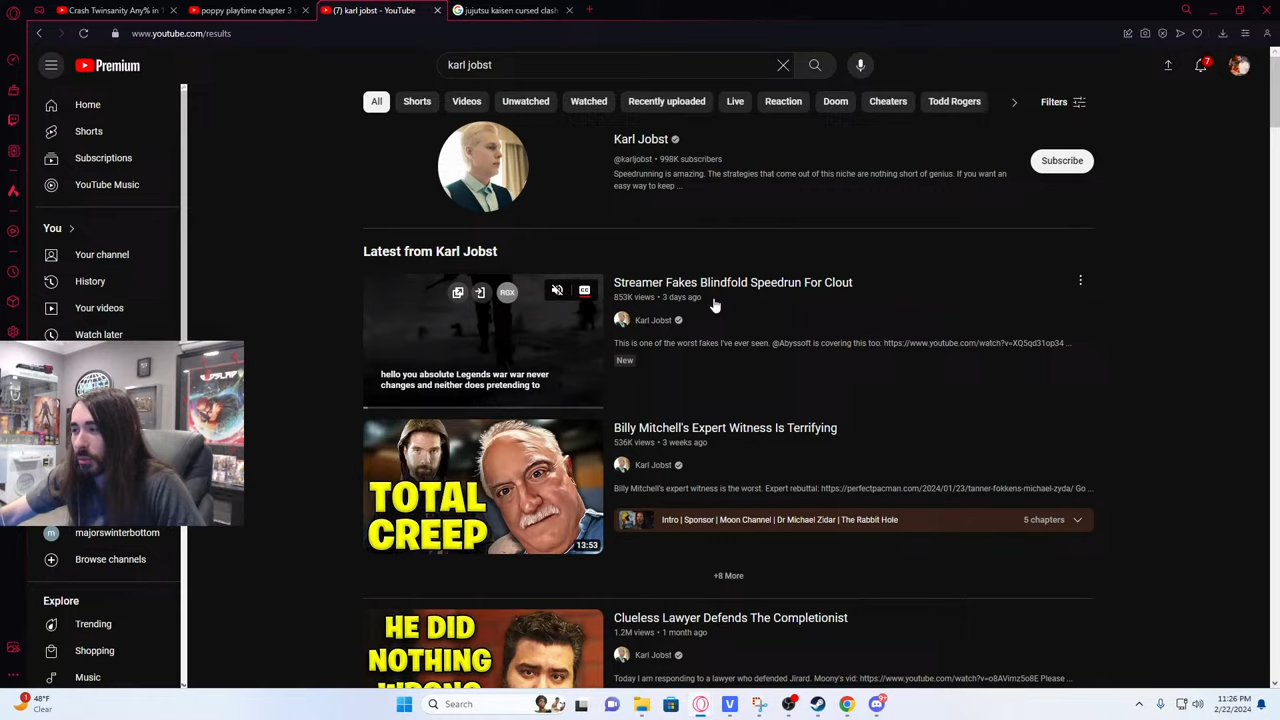 Crash Twinsanity Any% in 1
poppy playtime chapter 3
(7) karl jobst - YouTube
jujutsu kaisen cursed clash
www.youtube.com/results
Premium
karl jobst
7
Home
Shorts
Subscriptions
YouTube Music
You
Your channel
History
Your videos
Watch later
majorswinterbottom
Browse channels
Explore
Trending
Shopping
Music
All
Shorts
Videos
Unwatched
Watched
Recently uploaded
Live
Reaction
Doom
Cheaters
Todd Rogers
Filters
Karl Jobst
@karljobst • 998K subscribers
Speedrunning is amazing. The strategies that come out of this niche are nothing short of genius. If you want an
easy way to keep ...
Subscribe
Latest from Karl Jobst
RGX
CC
hello you absolute Legends war war never
changes and neither does pretending to
Streamer Fakes Blindfold Speedrun For Clout
853K views • 3 days ago
Karl Jobst
This is one of the worst fakes I've ever seen. @Abyssoft is covering this too: https://www.youtube.com/watch?v=XQ5qd31op34 ...
New
TOTAL
CREEP
13:53
Billy Mitchell's Expert Witness Is Terrifying
536K views • 3 weeks ago
Karl Jobst
Billy Mitchell's expert witness is the worst. Expert rebuttal: https://perfectpacman.com/2024/01/23/tanner-fokkens-michael-zyda/ Go ...
Intro | Sponsor | Moon Channel | Dr Michael Zidar | The Rabbit Hole
5 chapters
+8 More
HE DID
NOTHING
WRONG
Clueless Lawyer Defends The Completionist
1.2M views • 1 month ago
Karl Jobst
Today I am responding to a lawyer who defended Jirard. Moony's vid: https://www.youtube.com/watch?v=o8AVimz5o8E Please ...
1
48°F
Clear
Search
11:26 PM
2/22/2024